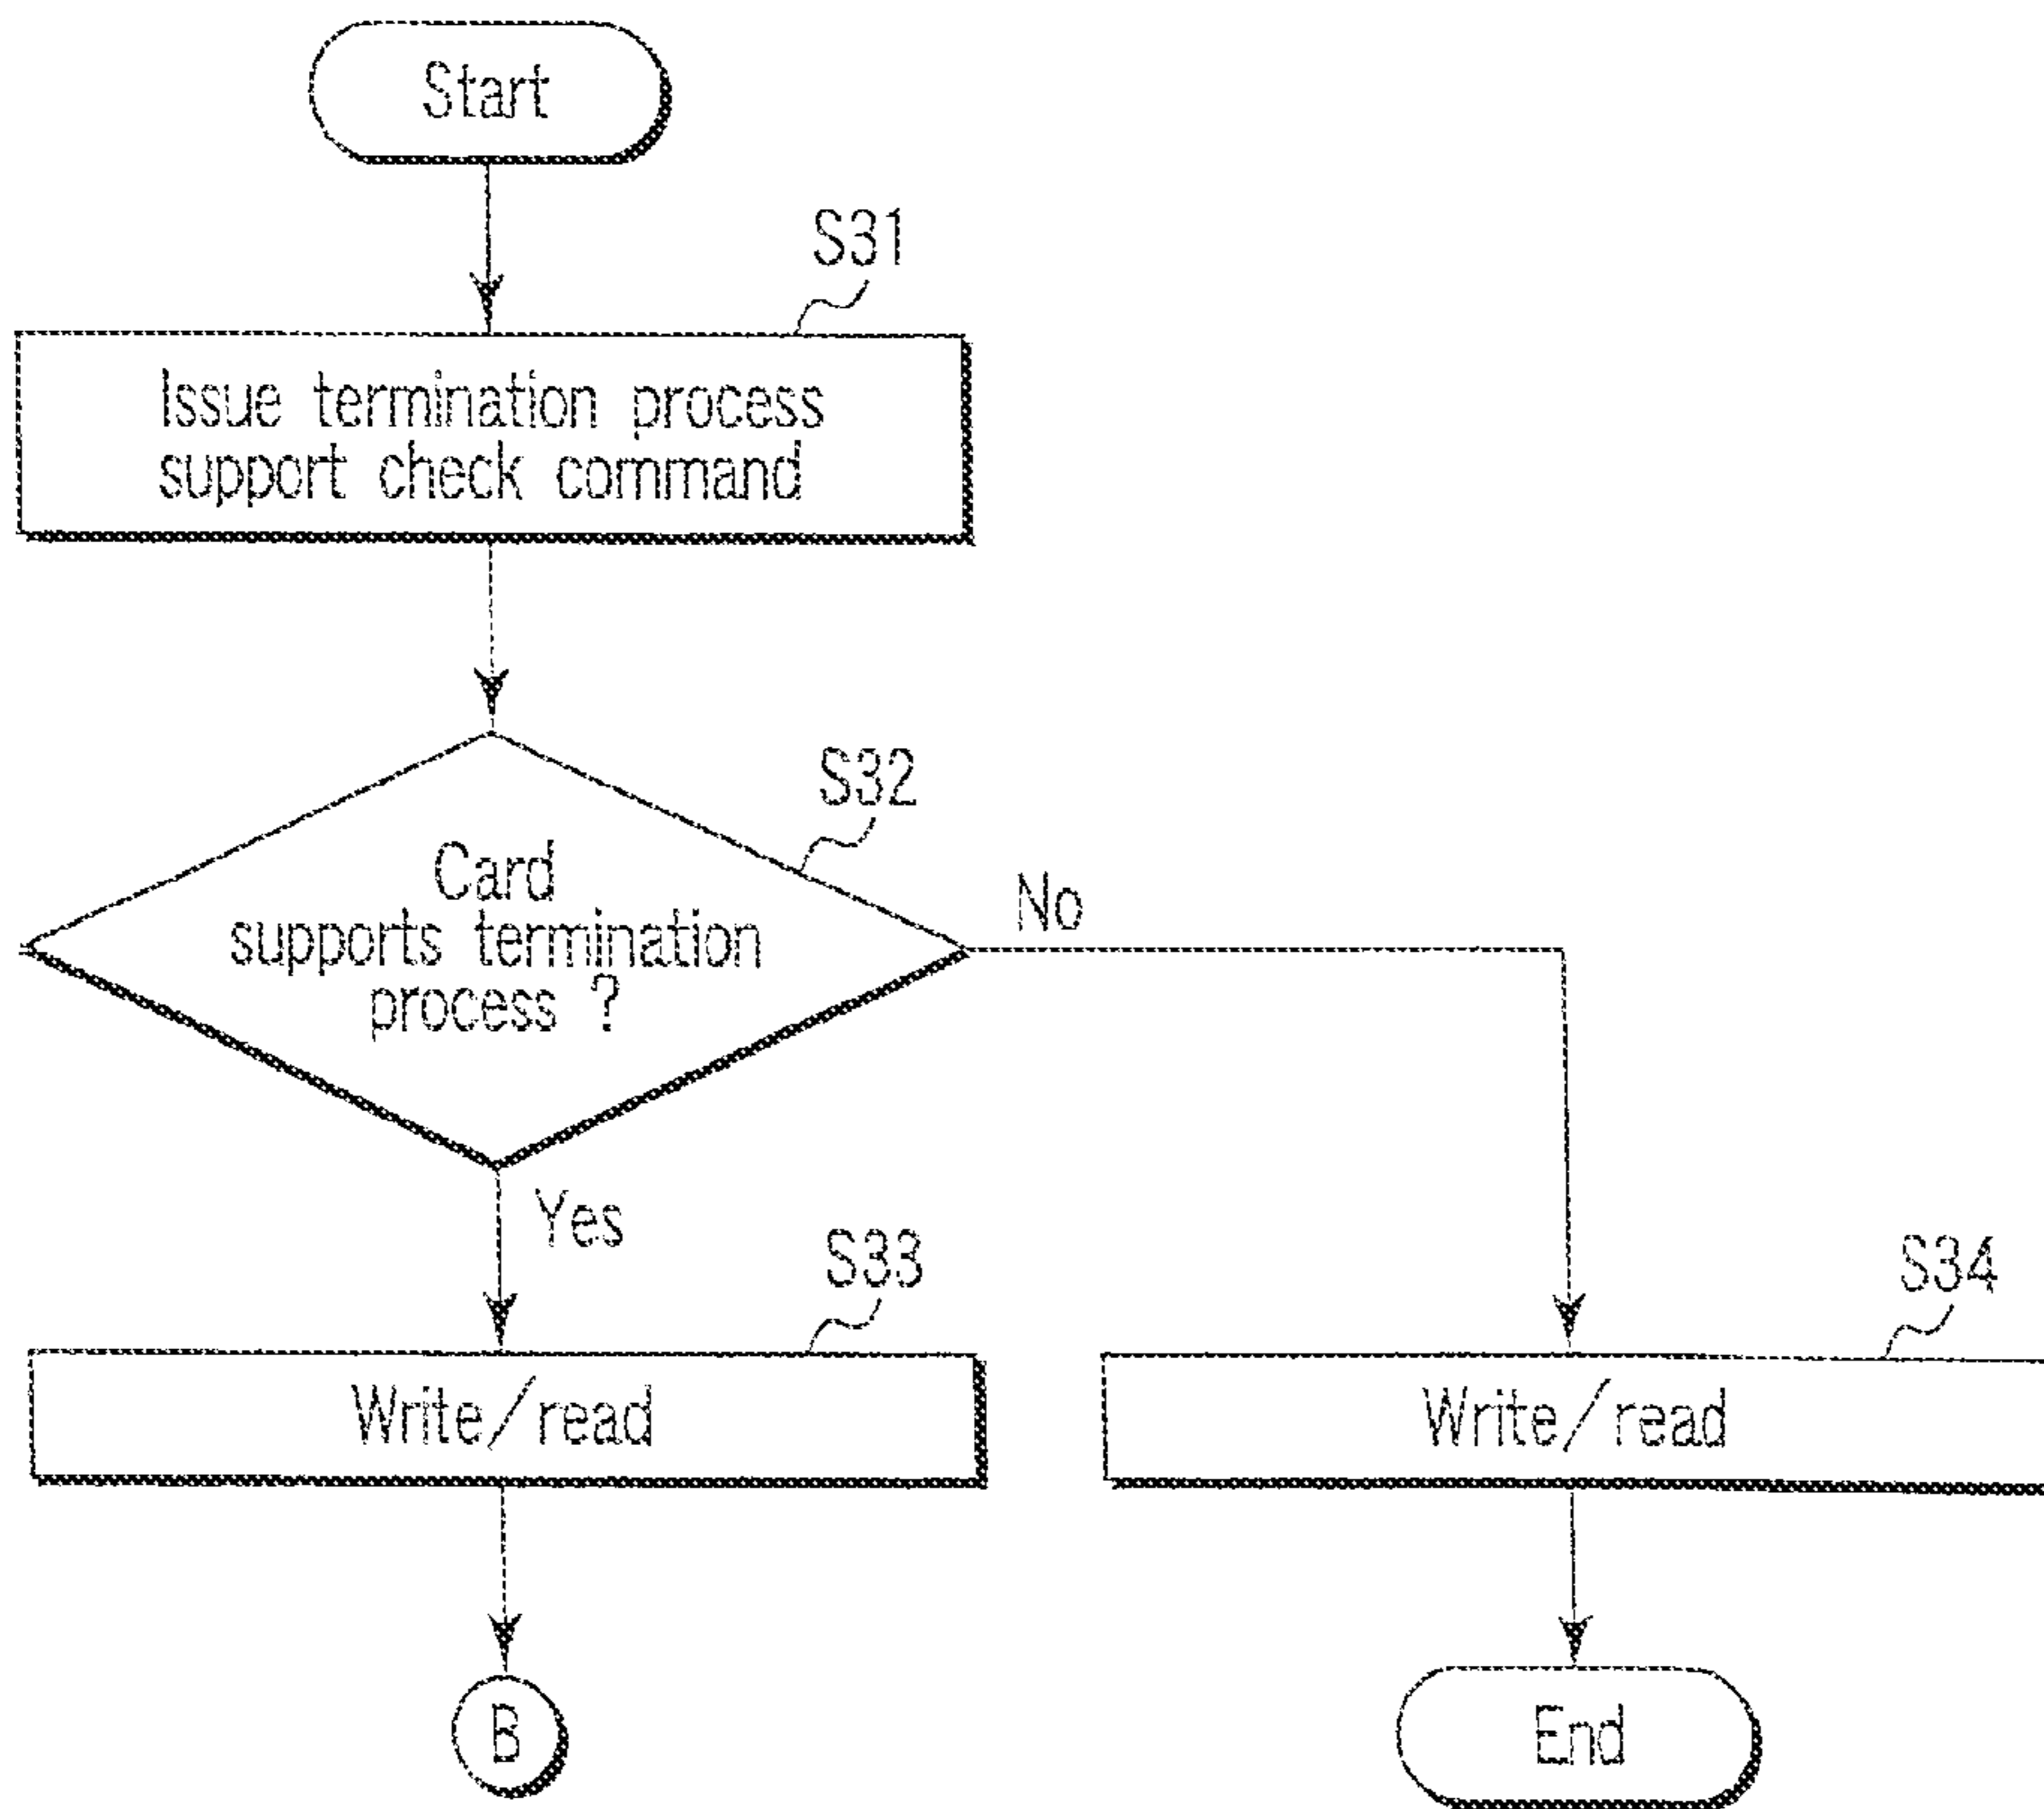 Start
S31
Issue termination process
support check command
S32
Card
supports termination
process ?
No
Yes
S33
Write/read
S34
Write/read
B
End